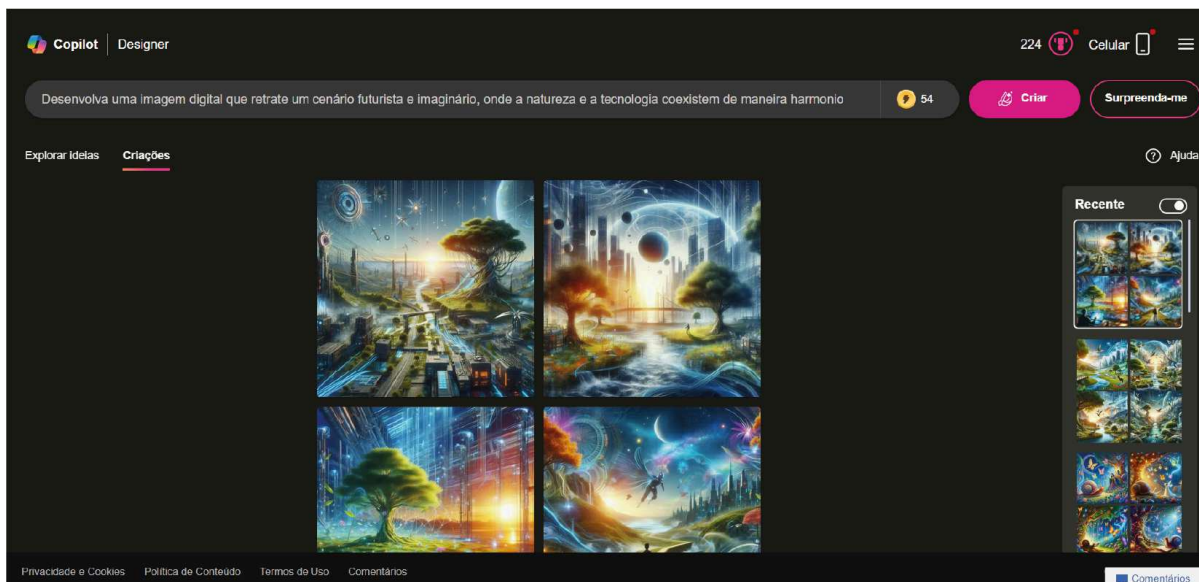 Copilot Designer
224 Celular
Desenvolva uma imagem digital que retrate um cenário futurista e imaginário, onde a natureza e a tecnologia coexistem de maneira harmonio
54
Criar
Surpreenda-me
Explorar ideias Criações
Ajuda
Recente
Privacidade e Cookies Política de Conteúdo Termos de Uso Comentários
Comentários